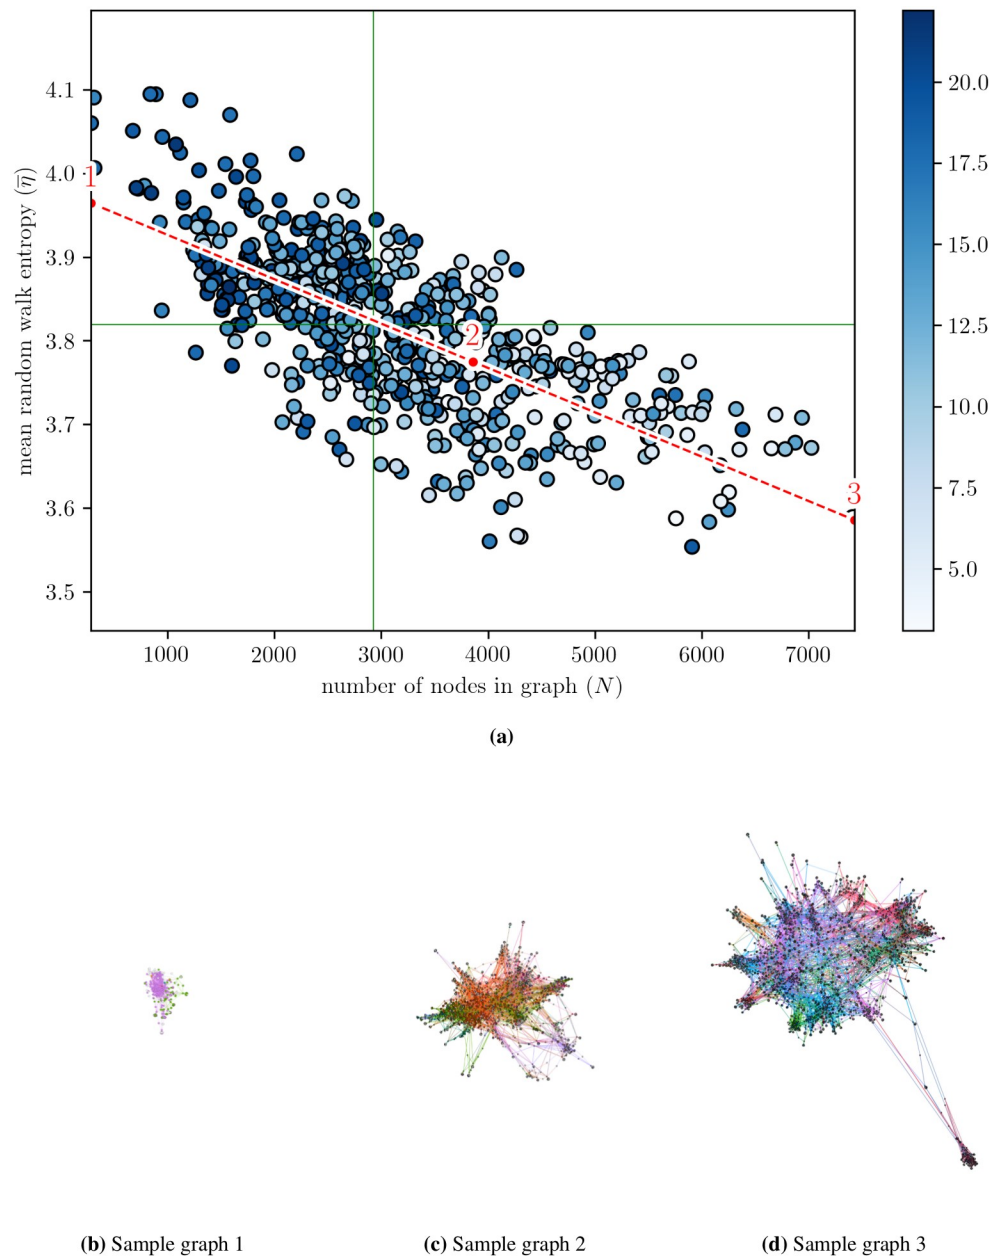 4.1
4.0
3.9
3.8
3.7
3.6
3.5
mean random walk entropy (η̄)
1
2
3
1000 2000 3000 4000 5000 6000 7000
number of nodes in graph (N)
20.0
17.5
15.0
12.5
10.0
7.5
5.0
(a)
(b) Sample graph 1
(c) Sample graph 2
(d) Sample graph 3